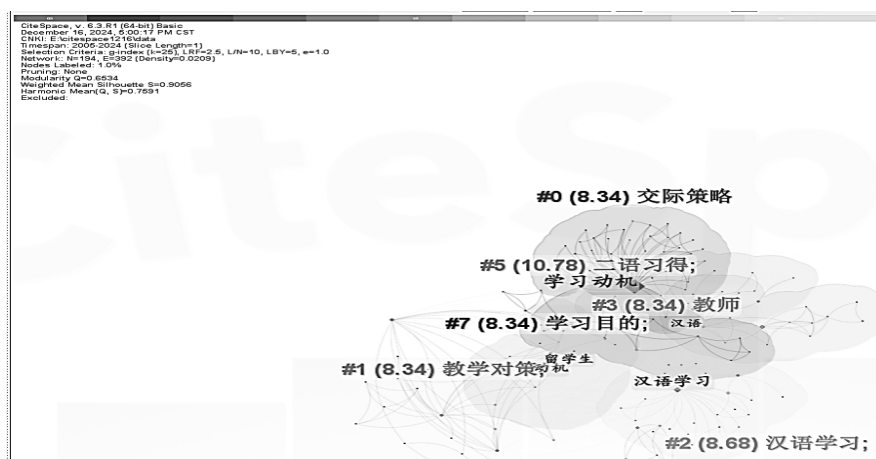 CiteSpace, v. 6.3.R1 (64-bit) Basic
December 16, 2024, 5:00:17 PM CST
CNKI: E:\citespace1216\data
Timespan: 2005-2024 (Slice Length=1)
Selection Criteria: g-index (k=25), LRF=2.5, L/N=10, LBY=5, e=1.0
Network: N=194, E=392 (Density=0.0209)
Nodes Labeled: 1.0%
Pruning: None
Modularity Q=0.6534
Weighted Mean Silhouette S=0.9056
Harmonic Mean(Q, S)=0.7591
Excluded:
CiteSp
#0 (8.34) 交际策略
#5 (10.78) 二语习得;
学习动机
#3 (8.34) 教师
#7 (8.34) 学习目的;
汉语
留学生
#1 (8.34) 教学对策;
动机
汉语学习
#2 (8.68) 汉语学习;